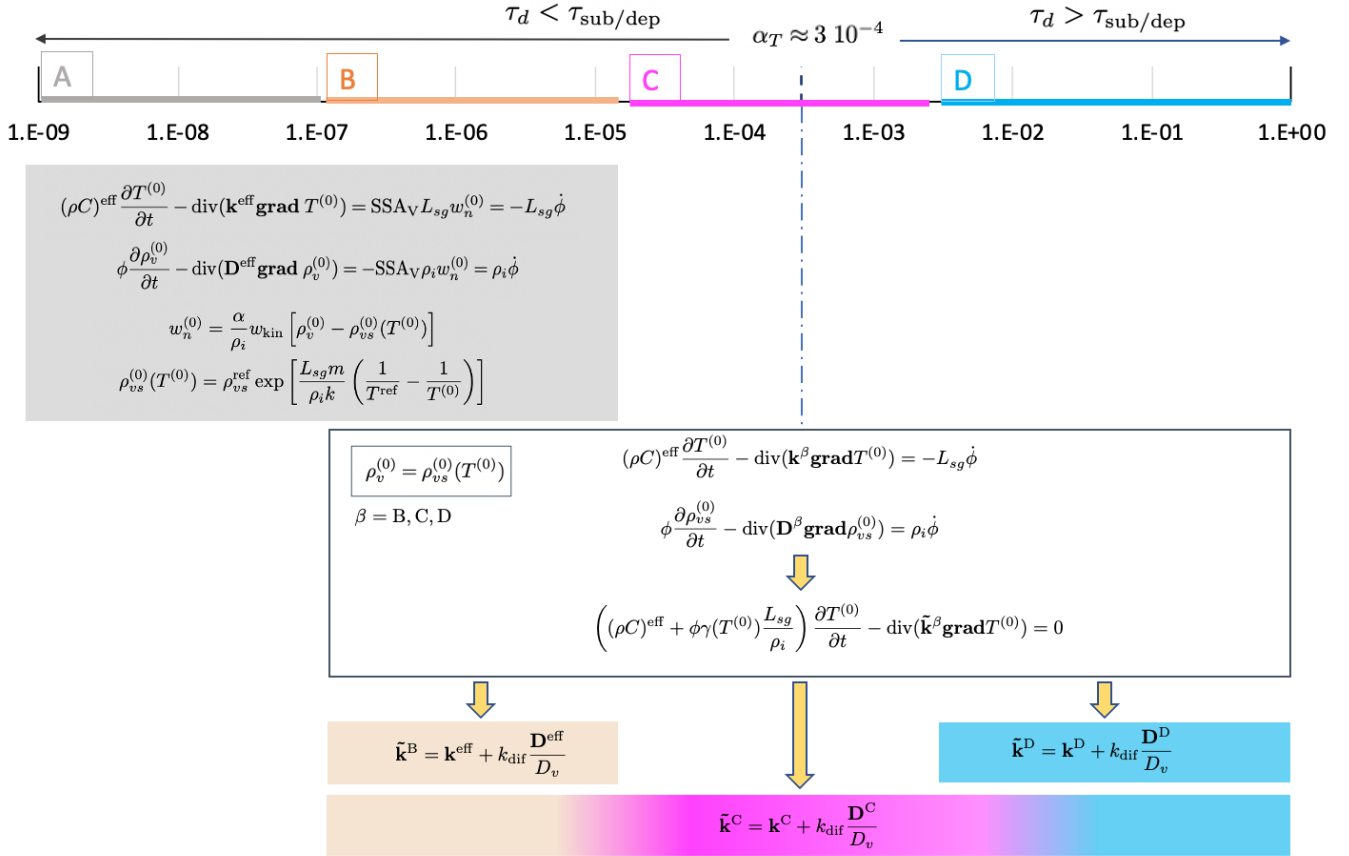 τ_d < τ_sub/dep
α_T ≈ 3 10^−4
τ_d > τ_sub/dep
A
B
C
D
1.E-09 1.E-08 1.E-07 1.E-06 1.E-05 1.E-04 1.E-03 1.E-02 1.E-01 1.E+00
(ρC)^eff ∂T^(0)/∂t − div(k^eff grad T^(0)) = SSA_V L_sg w_n^(0) = −L_sg ϕ̇
ϕ ∂ρ_v^(0)/∂t − div(D^eff grad ρ_v^(0)) = −SSA_V ρ_i w_n^(0) = ρ_i ϕ̇
w_n^(0) = α/ρ_i w_kin [ρ_v^(0) − ρ_vs^(0)(T^(0))]
ρ_vs^(0)(T^(0)) = ρ_vs^ref exp [L_sg m/ρ_i k (1/T^ref − 1/T^(0))]
ρ_v^(0) = ρ_vs^(0)(T^(0))
β = B, C, D
(ρC)^eff ∂T^(0)/∂t − div(k^β grad T^(0)) = −L_sg ϕ̇
ϕ ∂ρ_vs^(0)/∂t − div(D^β grad ρ_vs^(0)) = ρ_i ϕ̇
((ρC)^eff + ϕγ(T^(0)) L_sg/ρ_i) ∂T^(0)/∂t − div(k̃^β grad T^(0)) = 0
k̃^B = k^eff + k_dif D^eff/D_v
k̃^D = k^D + k_dif D^D/D_v
k̃^C = k^C + k_dif D^C/D_v